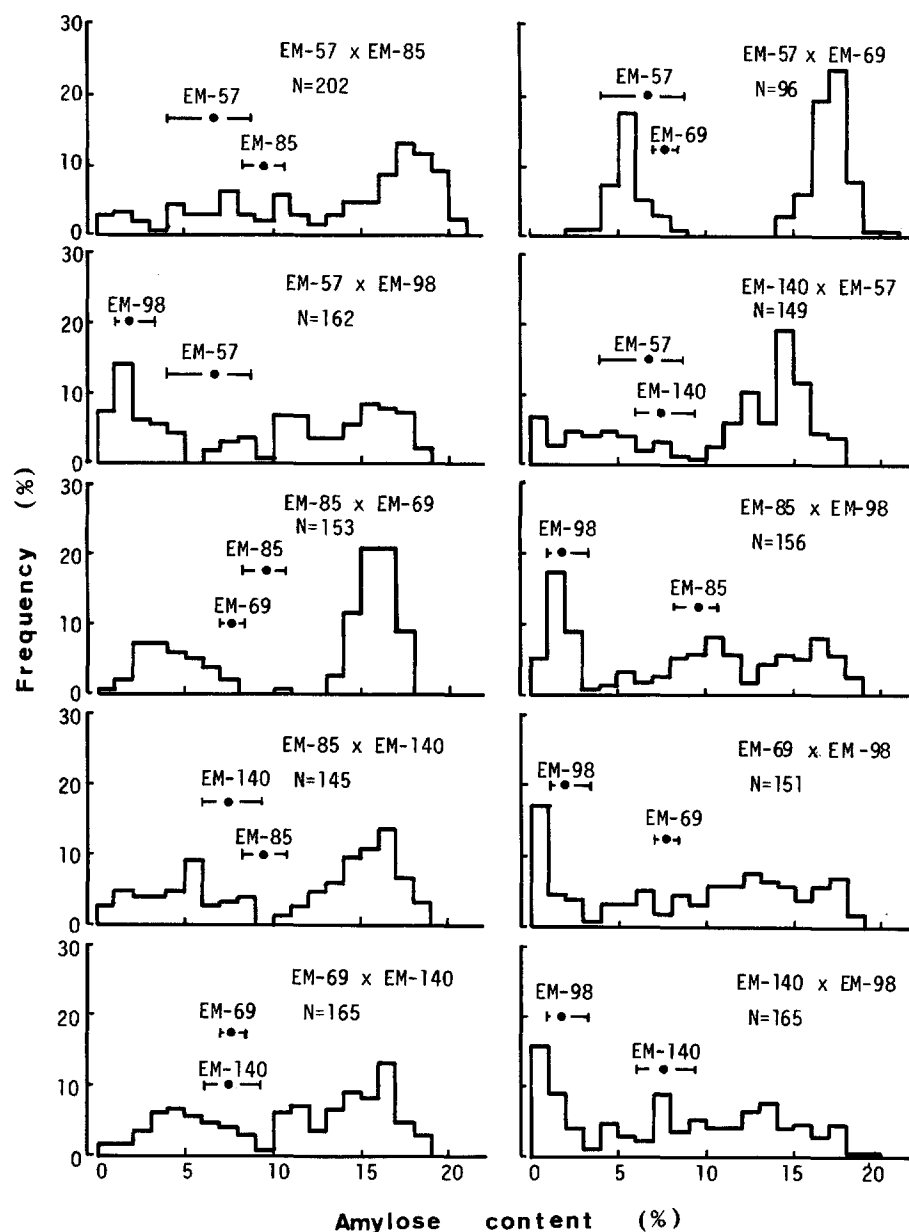 30
20
10
0
EM-57 x EM-85
N=202
EM-57
EM-85
EM-57 x EM-69
N=96
EM-57
EM-69
30
20
10
0
EM-57 x EM-98
N=162
EM-98
EM-57
EM-140 x EM-57
N=149
EM-57
EM-140
30
20
10
0
EM-85 x EM-69
N=153
EM-85
EM-69
EM-85 x EM-98
N=156
EM-98
EM-85
30
20
10
0
EM-85 x EM-140
N=145
EM-140
EM-85
EM-69 x EM-98
N=151
EM-98
EM-69
30
20
10
0
EM-69 x EM-140
N=165
EM-69
EM-140
EM-140 x EM-98
N=165
EM-98
EM-140
0 5 10 15 20
0 5 10 15 20
Frequency (%)
Amylose content (%)